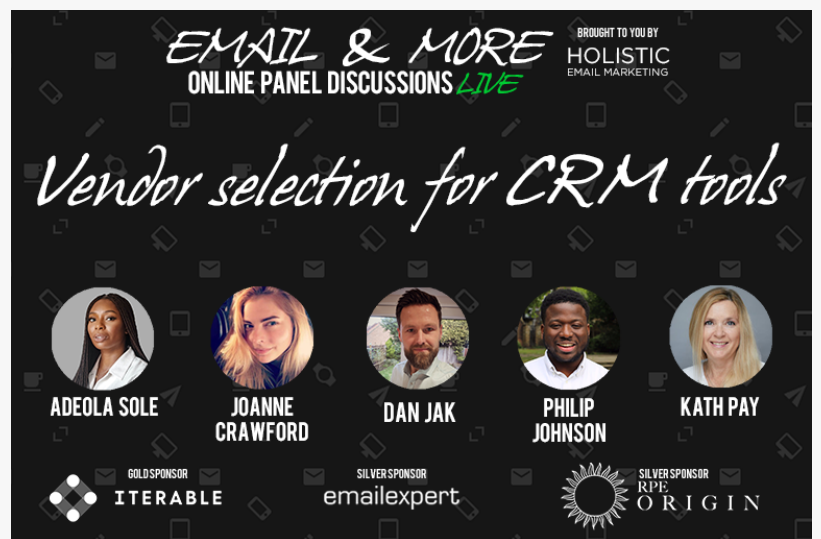 EMAIL & MORE
ONLINE PANEL DISCUSSIONS LIVE
BROUGHT TO YOU BY
HOLISTIC
EMAIL MARKETING
Vendor selection for CRM tools
ADEOLA SOLE
JOANNE
CRAWFORD
DAN JAK
PHILIP
JOHNSON
KATH PAY
GOLD SPONSOR
ITERABLE
SILVER SPONSOR
emailexpert
SILVER SPONSOR
RPE
ORIGIN